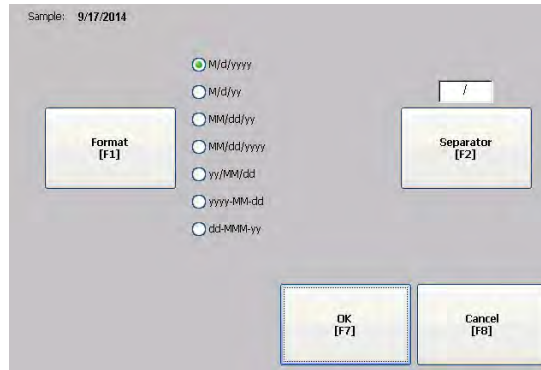 Sample: 9/17/2014
M/d/yyyy
M/d/yy
/
MM/dd/yy
Format
[F1]
MM/dd/yyyy
Separator
[F2]
yy/MM/dd
yyyy-MM-dd
dd-MMM-yy
OK
[F7]
Cancel
[F8]